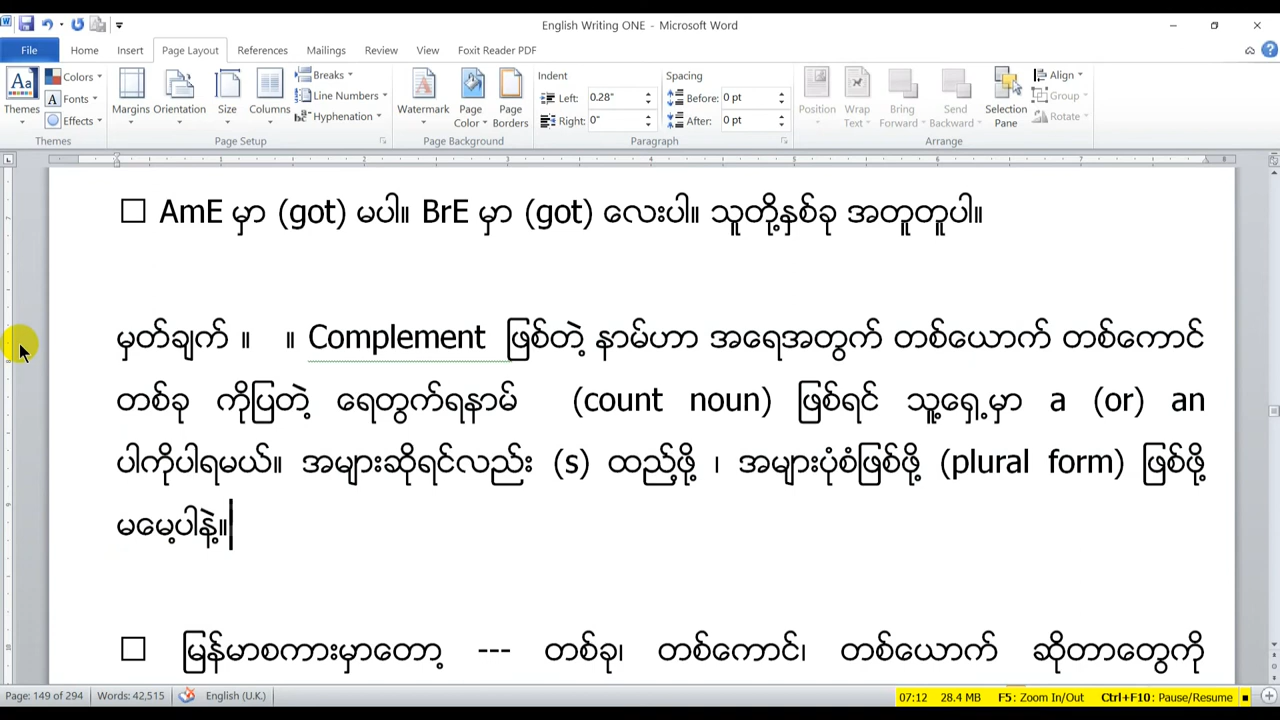 English Writing ONE - Microsoft Word
File Home Insert Page Layout References Mailings Review View Foxit Reader PDF
Themes Colors Fonts Effects Margins Orientation Size Columns Breaks Line Numbers Hyphenation Watermark Page Color Page Borders Indent Left: 0.28" Right: 0" Spacing Before: 0 pt After: 0 pt Position Wrap Text Bring Forward Send Backward Selection Pane Align Group Rotate
Themes Page Setup Page Background Paragraph Arrange
□ AmE မှာ (got) မပါ။ BrE မှာ (got) လေးပါ။ သူတို့နှစ်ခု အတူတူပါ။
မှတ်ချက် ။ ။ Complement ဖြစ်တဲ့ နာမ်ဟာ အရေအတွက် တစ်ယောက် တစ်ကောင်
တစ်ခု ကိုပြတဲ့ ရေတွက်ရနာမ် (count noun) ဖြစ်ရင် သူ့ရှေ့မှာ a (or) an
ပါကိုပါရမယ်။ အများဆိုရင်လည်း (s) ထည့်ဖို့ ၊ အများပုံစံဖြစ်ဖို့ (plural form) ဖြစ်ဖို့
မမေ့ပါနဲ့။
□ မြန်မာစကားမှာတော့ --- တစ်ခု၊ တစ်ကောင်၊ တစ်ယောက် ဆိုတာတွေကို
Page: 149 of 294 Words: 42,515 English (U.K.) 07:12 28.4 MB F5: Zoom In/Out Ctrl+F10: Pause/Resume